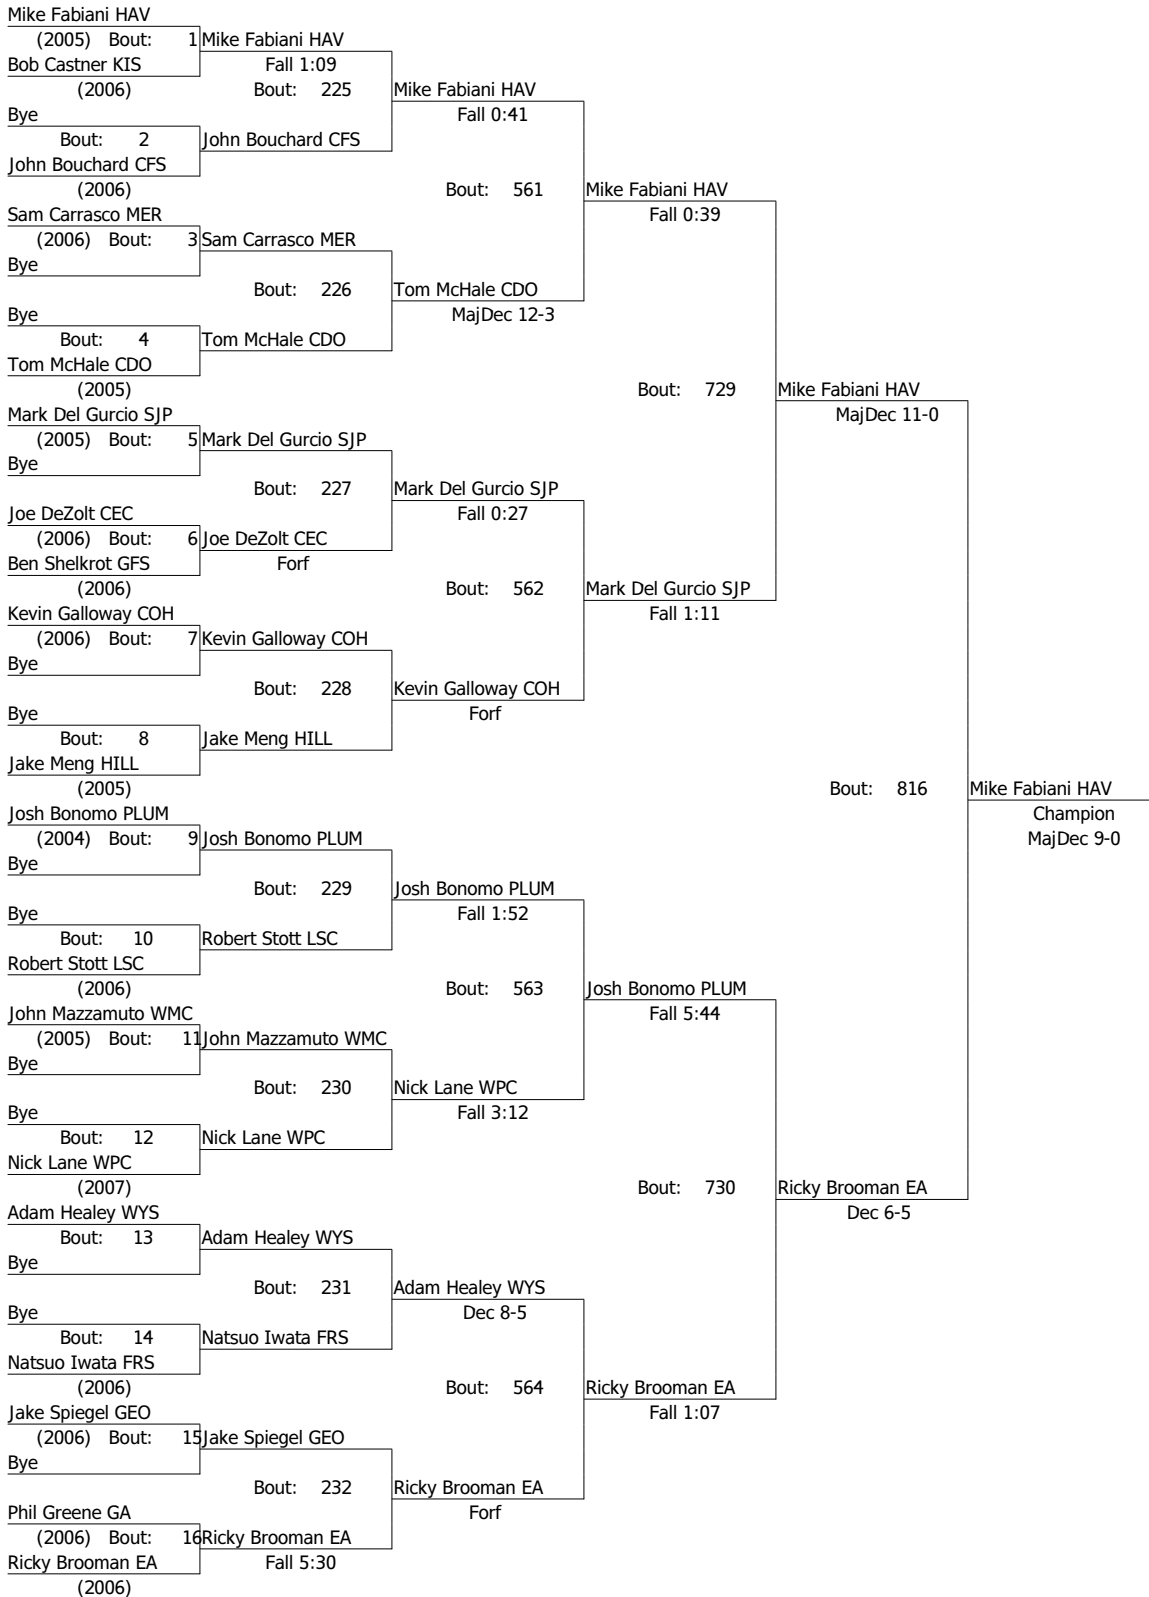 Mike Fabiani HAV
(2005) Bout: 1 Mike Fabiani HAV
Bob Castner KIS Fall 1:09
(2006) Bout: 225 Mike Fabiani HAV
Bye Fall 0:41
Bout: 2 John Bouchard CFS
John Bouchard CFS
(2006) Bout: 561 Mike Fabiani HAV
Sam Carrasco MER Fall 0:39
(2006) Bout: 3 Sam Carrasco MER
Bye
Bout: 226 Tom McHale CDO
Bye MajDec 12-3
Bout: 4 Tom McHale CDO
Tom McHale CDO
(2005) Bout: 729 Mike Fabiani HAV
Mark Del Gurcio SJP MajDec 11-0
(2005) Bout: 5 Mark Del Gurcio SJP
Bye
Bout: 227 Mark Del Gurcio SJP
Joe DeZolt CEC Fall 0:27
(2006) Bout: 6 Joe DeZolt CEC
Ben Shelkrot GFS Forf
(2006) Bout: 562 Mark Del Gurcio SJP
Kevin Galloway COH Fall 1:11
(2006) Bout: 7 Kevin Galloway COH
Bye
Bout: 228 Kevin Galloway COH
Bye Forf
Bout: 8 Jake Meng HILL
Jake Meng HILL
(2005) Bout: 816 Mike Fabiani HAV
Josh Bonomo PLUM Champion
(2004) Bout: 9 Josh Bonomo PLUM MajDec 9-0
Bye
Bout: 229 Josh Bonomo PLUM
Bye Fall 1:52
Bout: 10 Robert Stott LSC
Robert Stott LSC
(2006) Bout: 563 Josh Bonomo PLUM
John Mazzamuto WMC Fall 5:44
(2005) Bout: 11 John Mazzamuto WMC
Bye
Bout: 230 Nick Lane WPC
Bye Fall 3:12
Bout: 12 Nick Lane WPC
Nick Lane WPC
(2007) Bout: 730 Ricky Brooman EA
Adam Healey WYS Dec 6-5
Bout: 13 Adam Healey WYS
Bye
Bout: 231 Adam Healey WYS
Bye Dec 8-5
Bout: 14 Natsuo Iwata FRS
Natsuo Iwata FRS
(2006) Bout: 564 Ricky Brooman EA
Jake Spiegel GEO Fall 1:07
(2006) Bout: 15 Jake Spiegel GEO
Bye
Bout: 232 Ricky Brooman EA
Phil Greene GA Forf
(2006) Bout: 16 Ricky Brooman EA
Ricky Brooman EA Fall 5:30
(2006)